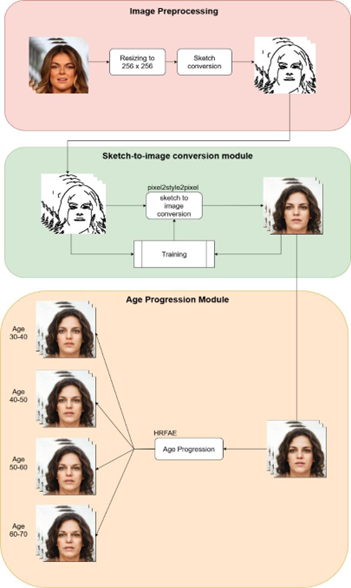 Image Preprocessing
Resizing to
256 x 256
Sketch
conversion
Sketch-to-image conversion module
pixel2style2pixel
sketch to
image
conversion
Training
Age Progression Module
Age
30-40
Age
40-50
HRFAE
Age Progression
Age
50-60
Age
60-70